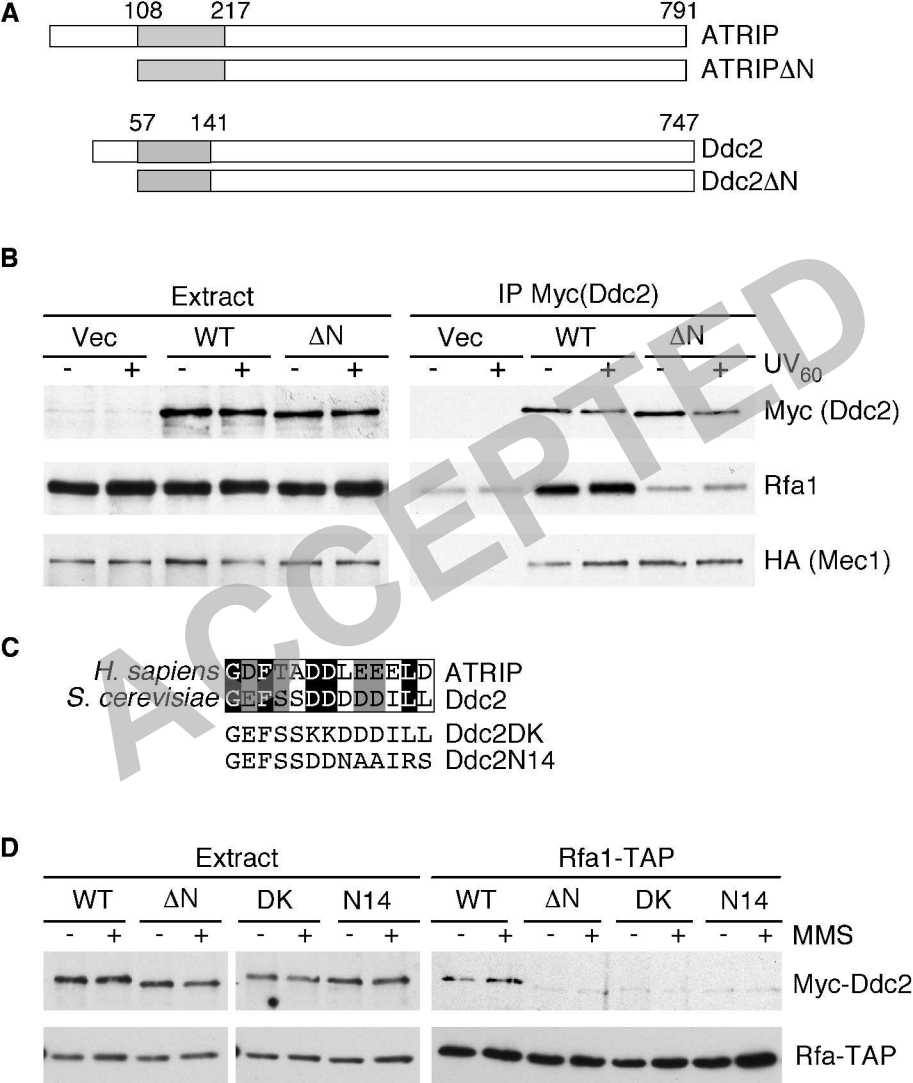 A
108 217 791
ATRIP
ATRIPΔN
57 141 747
Ddc2
Ddc2ΔN
B
Extract IP Myc(Ddc2)
Vec WT ΔN Vec WT ΔN
- + - + - + - + - + - + UV60
Myc (Ddc2)
Rfa1
HA (Mec1)
ACCEPTED
C
H. sapiens GDFTADDLEEELD ATRIP
S. cerevisiae GEFSSDDDDDILL Ddc2
GEFSSKKDDDILL Ddc2DK
GEFSSDDNAAIRS Ddc2N14
D
Extract Rfa1-TAP
WT ΔN DK N14 WT ΔN DK N14
- + - + - + - + - + - + - + - + MMS
Myc-Ddc2
Rfa-TAP